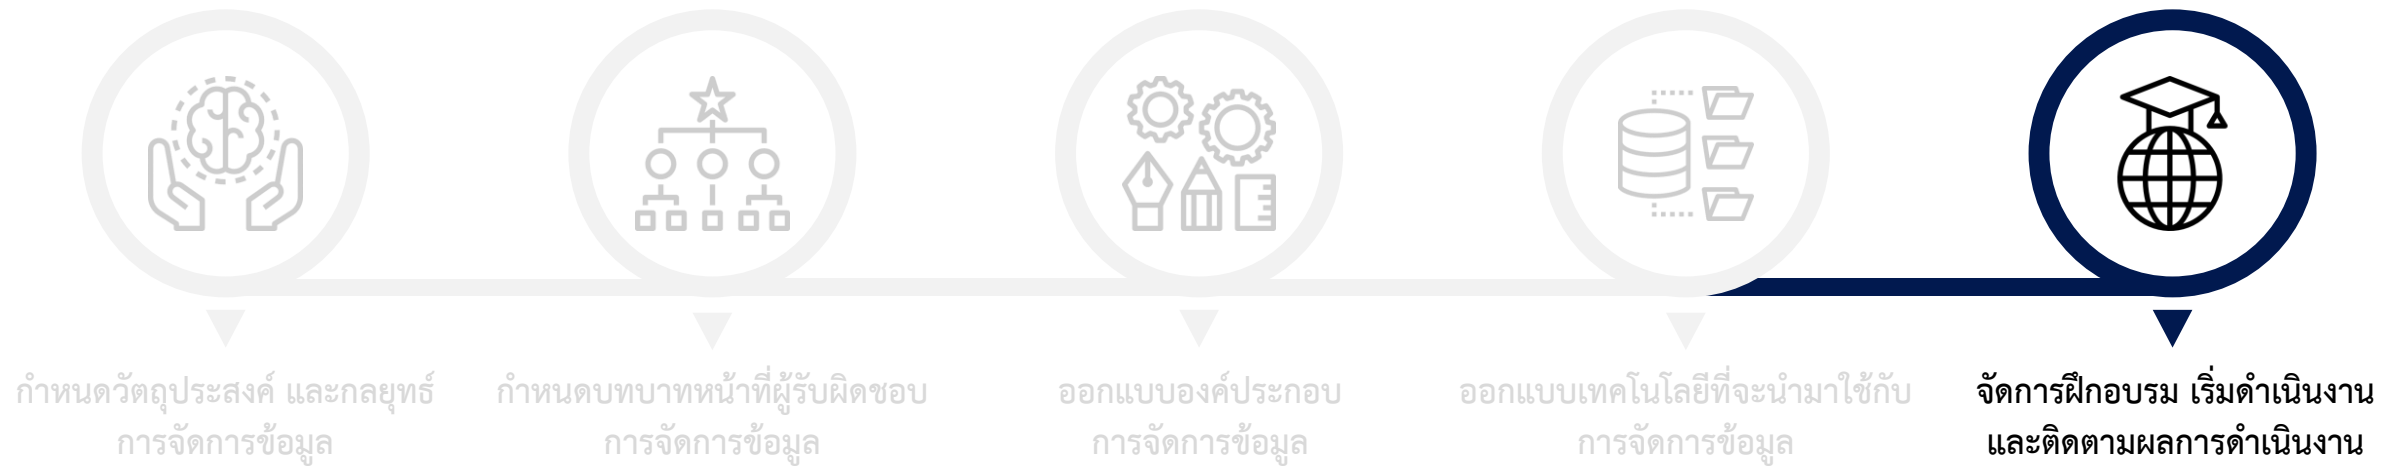 กำหนดวัตถุประสงค์ และกลยุทธ์
การจัดการข้อมูล
กำหนดบทบาทหน้าที่ผู้รับผิดชอบ
การจัดการข้อมูล
ออกแบบองค์ประกอบ
การจัดการข้อมูล
ออกแบบเทคโนโลยีที่จะนำมาใช้กับ
การจัดการข้อมูล
จัดการฝึกอบรม เริ่มดำเนินงาน
และติดตามผลการดำเนินงาน